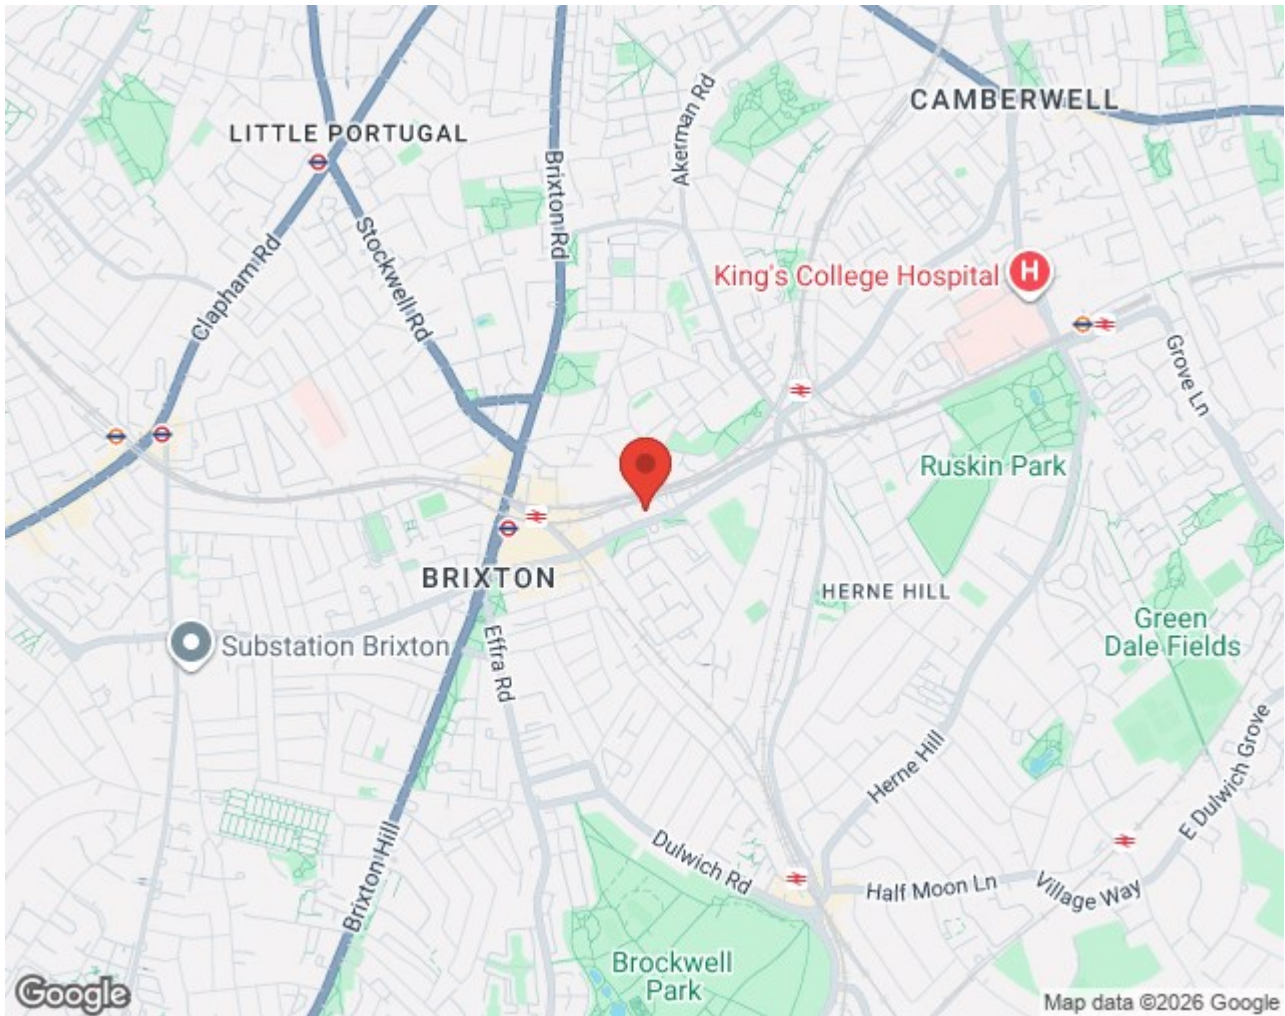 CAMBERWELL
LITTLE PORTUGAL
Akerman Rd
Brixton Rd
Stockwell Rd
Clapham Rd
King's College Hospital
H
Grove Ln
Ruskin Park
BRIXTON
HERNE HILL
Green
Dale Fields
Substation Brixton
Effra Rd
Herne Hill
E Dulwich Grove
Brixton Hill
Dulwich Rd
Half Moon Ln
Village Way
Brockwell
Park
Google
Map data ©2026 Google